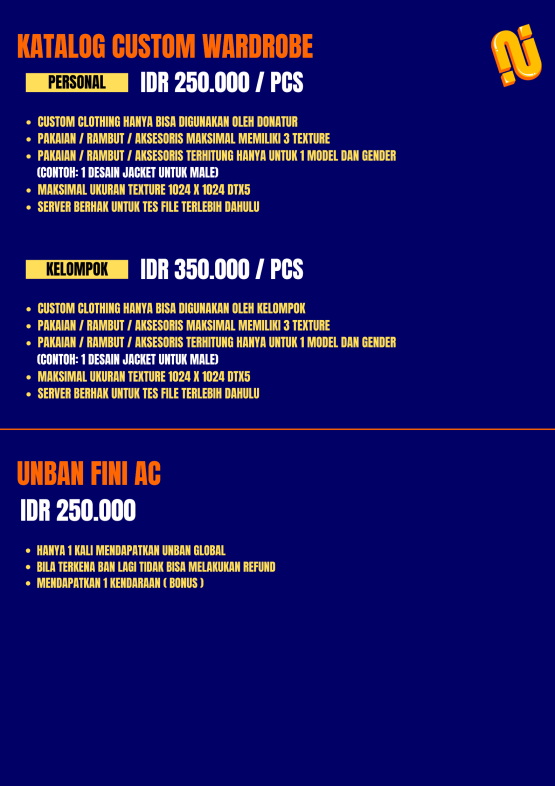 KATALOG CUSTOM WARDROBE
PERSONAL IDR 250.000 / PCS
• CUSTOM CLOTHING HANYA BISA DIGUNAKAN OLEH DONATUR
• PAKAIAN / RAMBUT / AKSESORIS MAKSIMAL MEMILIKI 3 TEXTURE
• PAKAIAN / RAMBUT / AKSESORIS TERHITUNG HANYA UNTUK 1 MODEL DAN GENDER
(CONTOH: 1 DESAIN JACKET UNTUK MALE)
• MAKSIMAL UKURAN TEXTURE 1024 X 1024 DTX5
• SERVER BERHAK UNTUK TES FILE TERLEBIH DAHULU
KELOMPOK IDR 350.000 / PCS
• CUSTOM CLOTHING HANYA BISA DIGUNAKAN OLEH KELOMPOK
• PAKAIAN / RAMBUT / AKSESORIS MAKSIMAL MEMILIKI 3 TEXTURE
• PAKAIAN / RAMBUT / AKSESORIS TERHITUNG HANYA UNTUK 1 MODEL DAN GENDER
(CONTOH: 1 DESAIN JACKET UNTUK MALE)
• MAKSIMAL UKURAN TEXTURE 1024 X 1024 DTX5
• SERVER BERHAK UNTUK TES FILE TERLEBIH DAHULU
UNBAN FINI AC
IDR 250.000
• HANYA 1 KALI MENDAPATKAN UNBAN GLOBAL
• BILA TERKENA BAN LAGI TIDAK BISA MELAKUKAN REFUND
• MENDAPATKAN 1 KENDARAAN ( BONUS )